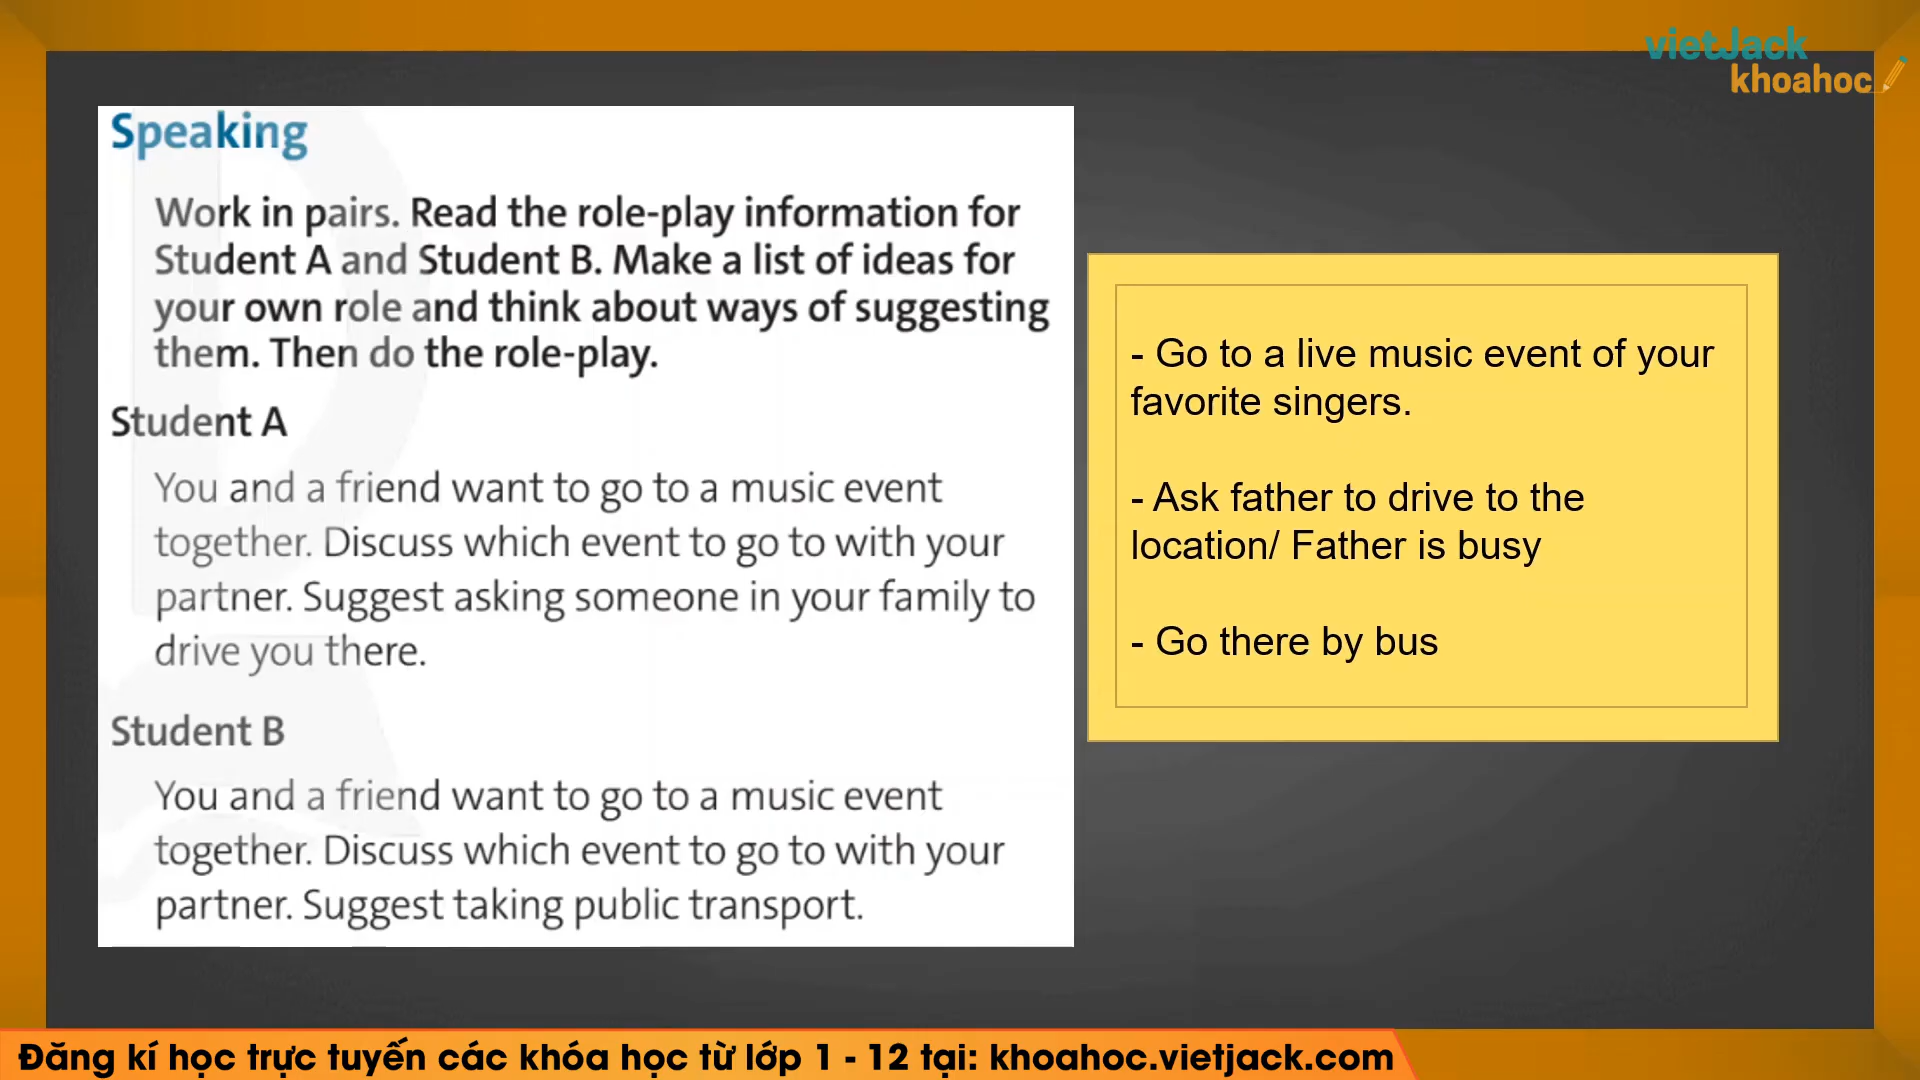 vietJack
khoahoc
Speaking
Work in pairs. Read the role-play information for
Student A and Student B. Make a list of ideas for
your own role and think about ways of suggesting
them. Then do the role-play.
Student A
You and a friend want to go to a music event
together. Discuss which event to go to with your
partner. Suggest asking someone in your family to
drive you there.
Student B
You and a friend want to go to a music event
together. Discuss which event to go to with your
partner. Suggest taking public transport.
- Go to a live music event of your
favorite singers.
- Ask father to drive to the
location/ Father is busy
- Go there by bus
Đăng kí học trực tuyến các khóa học từ lớp 1 - 12 tại: khoahoc.vietjack.com